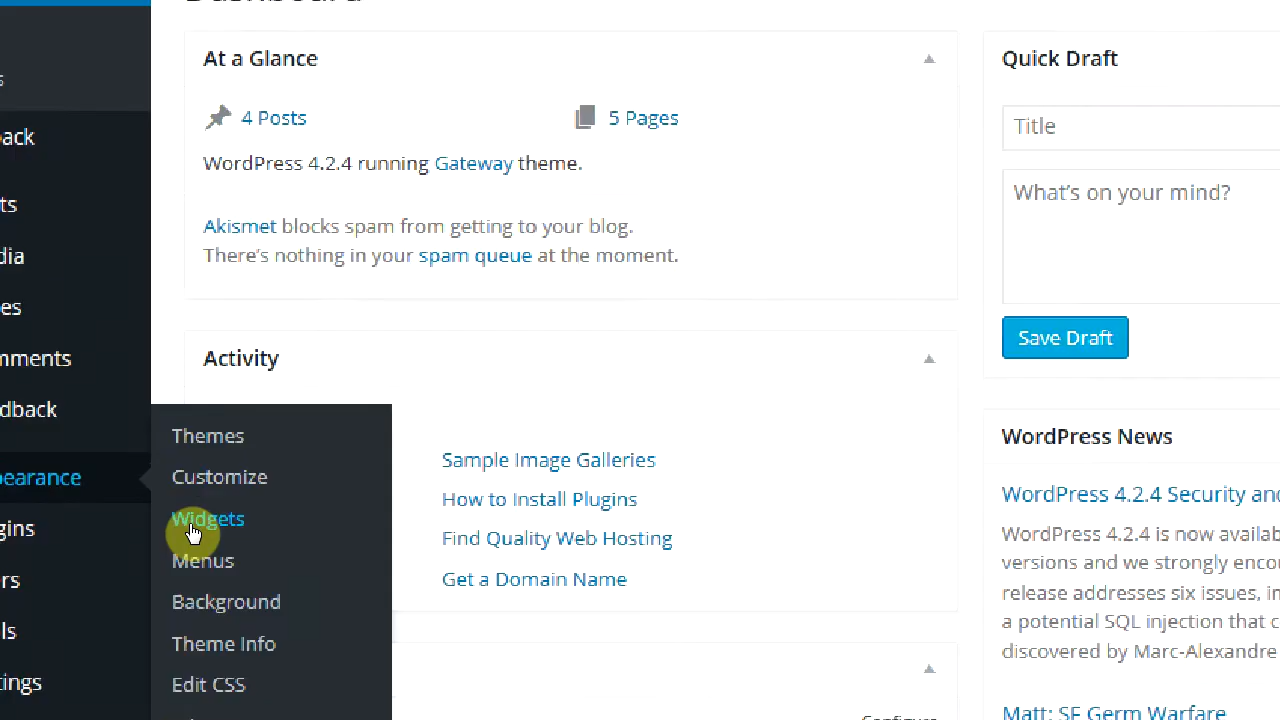 At a Glance
4 Posts
5 Pages
WordPress 4.2.4 running Gateway theme.
Akismet blocks spam from getting to your blog.
There's nothing in your spam queue at the moment.
Activity
Sample Image Galleries
How to Install Plugins
Find Quality Web Hosting
Get a Domain Name
Themes
Customize
Widgets
Menus
Background
Theme Info
Edit CSS
Quick Draft
Title
What's on your mind?
Save Draft
WordPress News
WordPress 4.2.4 Security and
WordPress 4.2.4 is now availab
versions and we strongly encou
release addresses six issues, in
a potential SQL injection that c
discovered by Marc-Alexandre
Matt: SF Germ Warfare
s
back
ts
dia
es
mments
dback
pearance
gins
rs
ls
tings